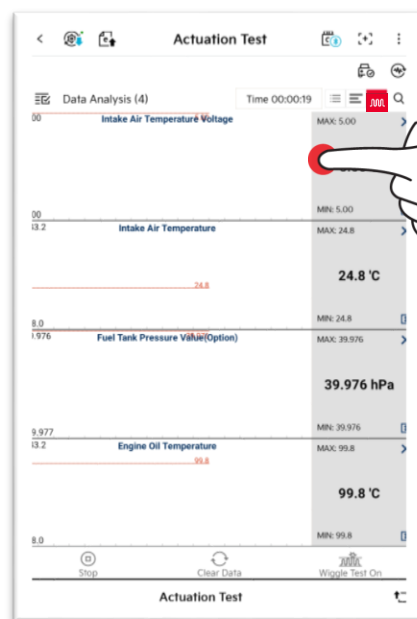 Actuation Test
Data Analysis (4)
Time 00:00:19
Intake Air Temperature Voltage
MAX: 5.00
MIN: 5.00
Intake Air Temperature
MAX: 24.8
24.8
24.8 'C
MIN: 24.8
8.0
Fuel Tank Pressure Value(Option)
MAX: 39.976
39.976 hPa
9.977
MIN: 39.976
Engine Oil Temperature
MAX: 99.8
99.8
99.8 'C
8.0
MIN: 99.8
Stop
Clear Data
Wiggle Test On
Actuation Test